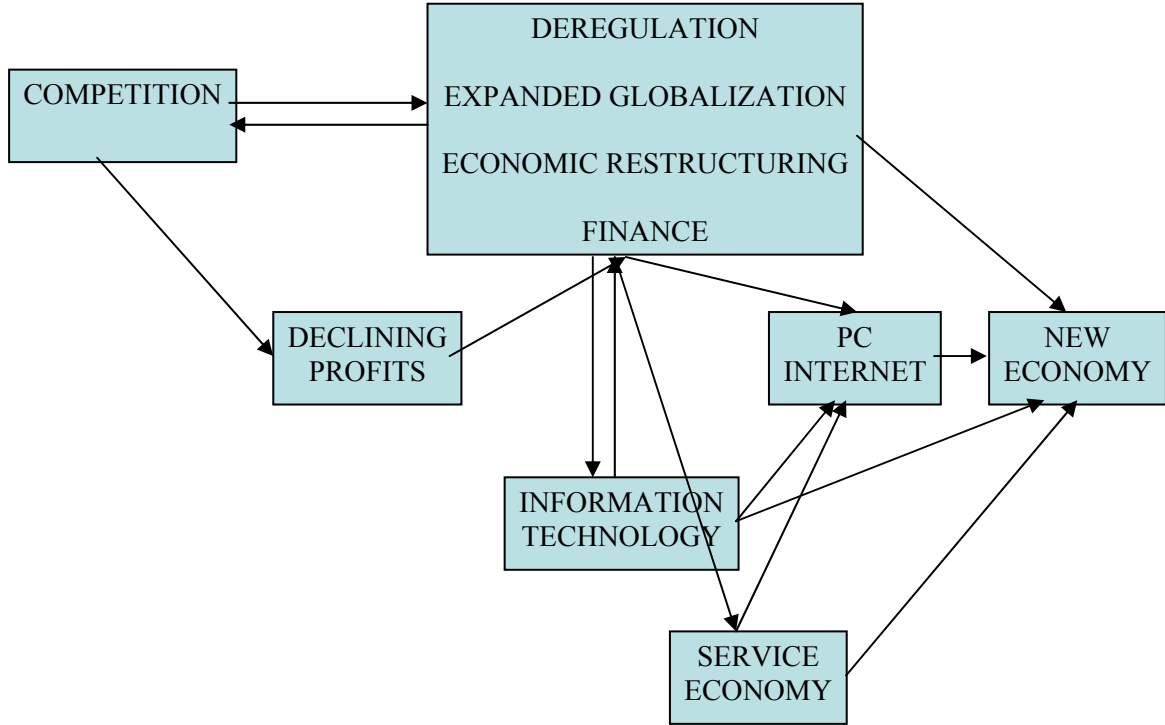 DEREGULATION
EXPANDED GLOBALIZATION
ECONOMIC RESTRUCTURING
FINANCE
COMPETITION
DECLINING
PROFITS
PC
INTERNET
NEW
ECONOMY
INFORMATION
TECHNOLOGY
SERVICE
ECONOMY